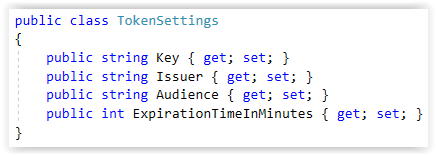 public class TokenSettings
{
    public string Key { get; set; }
    public string Issuer { get; set; }
    public string Audience { get; set; }
    public int ExpirationTimeInMinutes { get; set; }
}